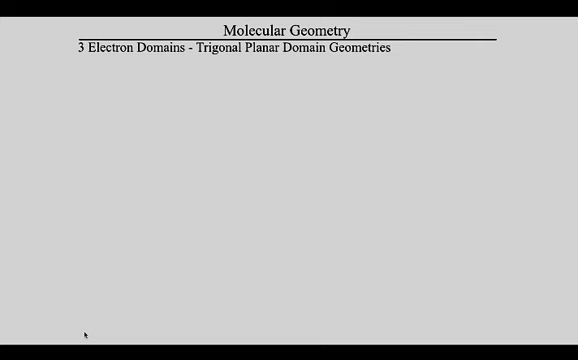 Molecular Geometry
3 Electron Domains - Trigonal Planar Domain Geometries